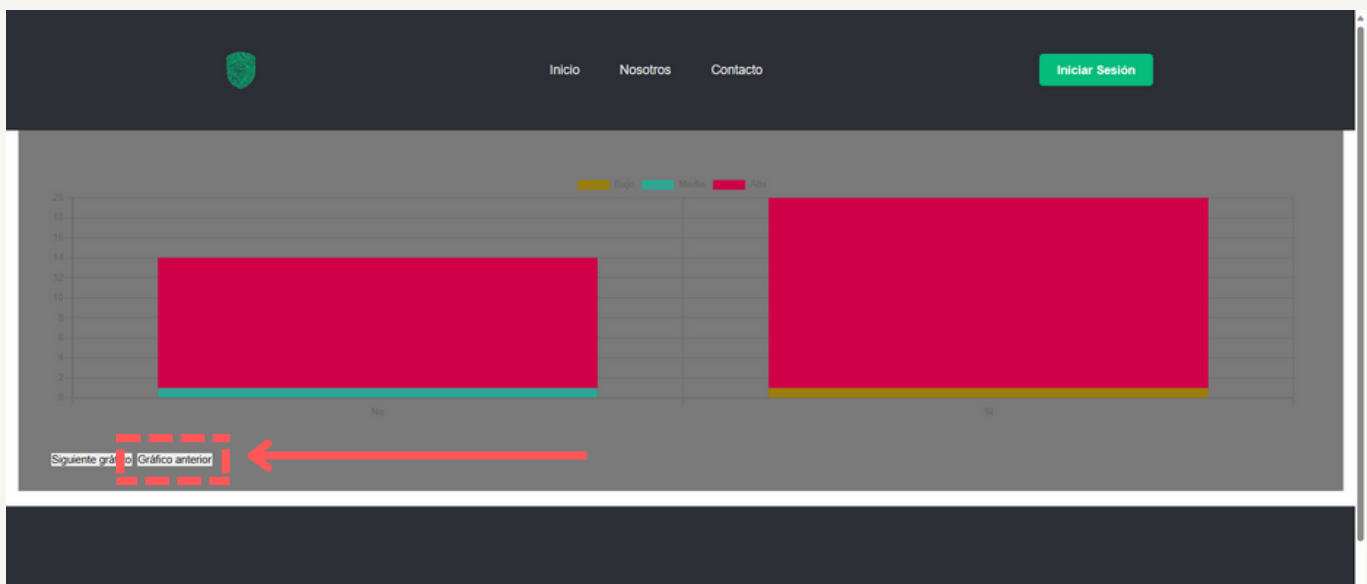 Inicio Nosotros Contacto Iniciar Sesión
Bajo Medio Alto
20
18
16
14
12
10
8
6
4
2
0
No Si
Siguiente gráfico Gráfico anterior